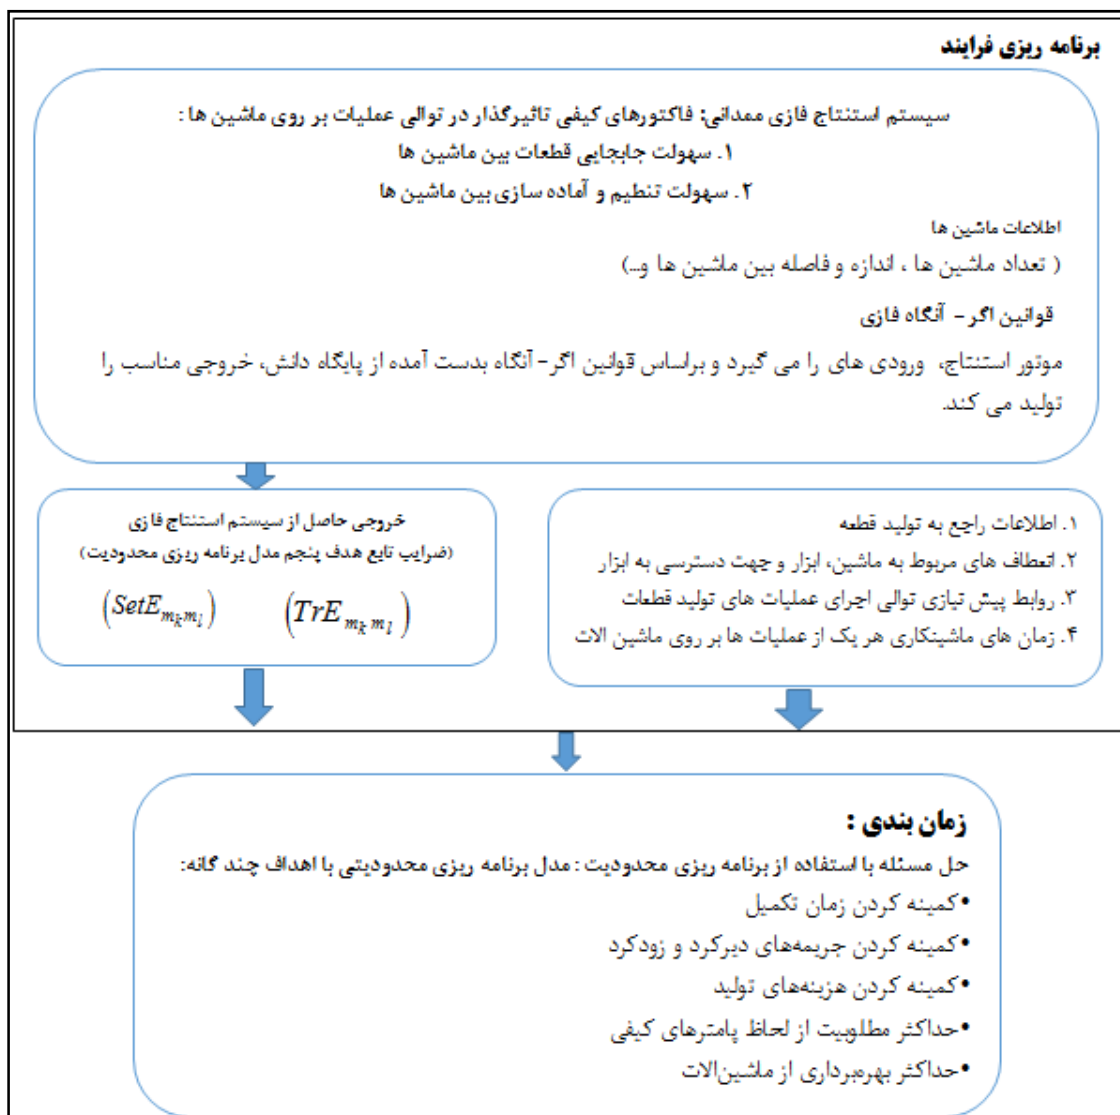 برنامه ریزی فرایند
سیستم استنتاج فازی ممدانی: فاکتورهای کیفی تاثیرگذار در توالی عملیات بر روی ماشین ها :
۱. سهولت جابجایی قطعات بین ماشین ها
۲. سهولت تنظیم و آماده سازی بین ماشین ها
اطلاعات ماشین ها
( تعداد ماشین ها ، اندازه و فاصله بین ماشین ها و...)
قوانین اگر - آنگاه فازی
موتور استنتاج، ورودی های را می گیرد و براساس قوانین اگر- آنگاه بدست آمده از پایگاه دانش، خروجی مناسب را
تولید می کند.
۱. اطلاعات راجع به تولید قطعه
۲. انعطاف های مربوط به ماشین، ابزار و جهت دسترسی به ابزار
۳. روابط پیش نیازی توالی اجرای عملیات های تولید قطعات
۴. زمان های ماشینکاری هر یک از عملیات ها بر روی ماشین الات
خروجی حاصل از سیستم استنتاج فازی
(ضرایب تابع هدف پنجم مدل برنامه ریزی محدودیت)
(SetE_{m_k m_l}) (TrE_{m_k m_l})
زمان بندی :
حل مسئله با استفاده از برنامه ریزی محدودیت : مدل برنامه ریزی محدودیتی با اهداف چند گانه:
•کمینه کردن زمان تکمیل
•کمینه کردن جریمه‌های دیرکرد و زودکرد
•کمینه کردن هزینه‌های تولید
•حداکثر مطلوبیت از لحاظ پامترهای کیفی
•حداکثر بهره‌برداری از ماشین‌الات